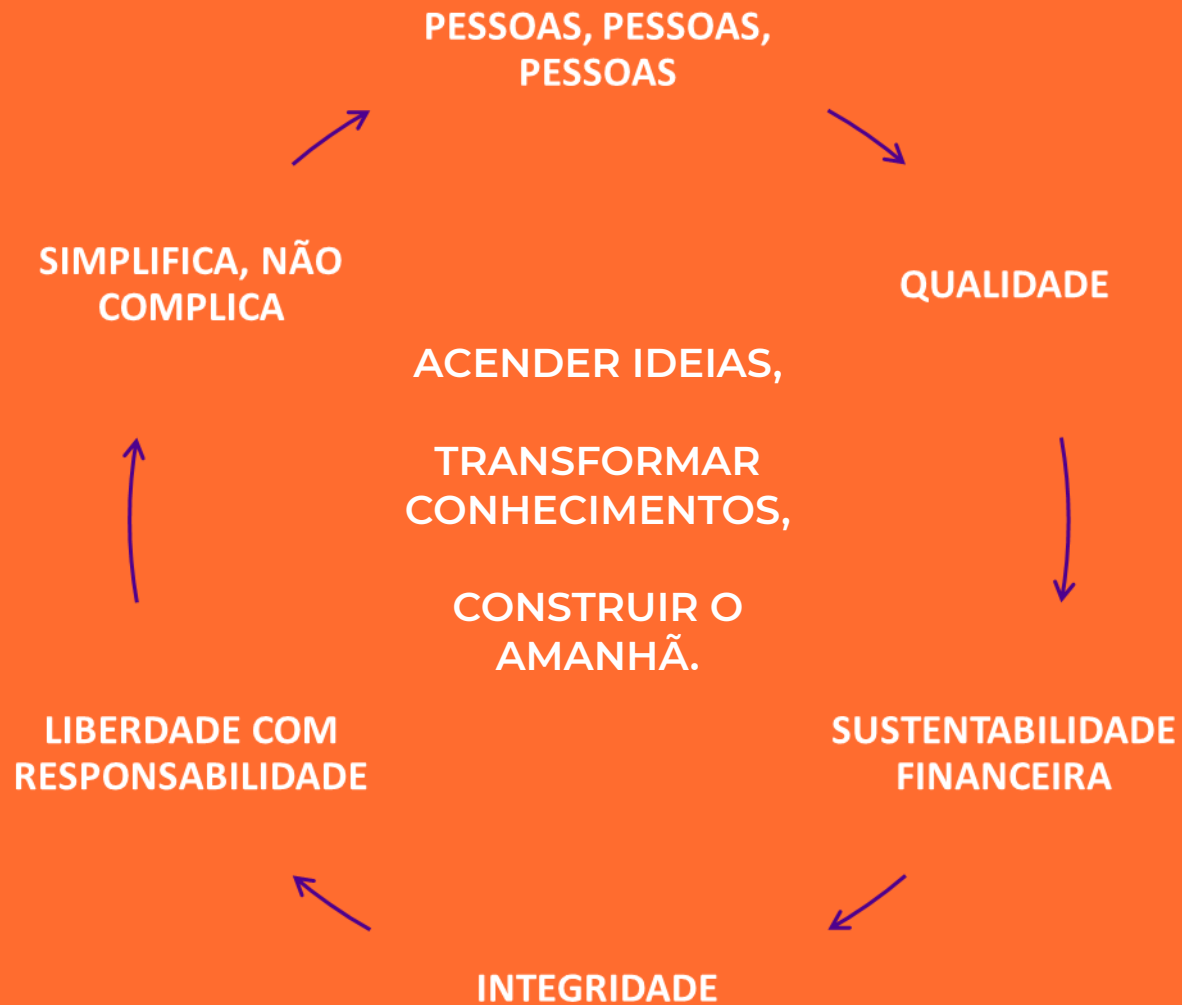 PESSOAS, PESSOAS,
PESSOAS
QUALIDADE
SUSTENTABILIDADE
FINANCEIRA
INTEGRIDADE
LIBERDADE COM
RESPONSABILIDADE
SIMPLIFICA, NÃO
COMPLICA
ACENDER IDEIAS,
TRANSFORMAR
CONHECIMENTOS,
CONSTRUIR O
AMANHÃ.